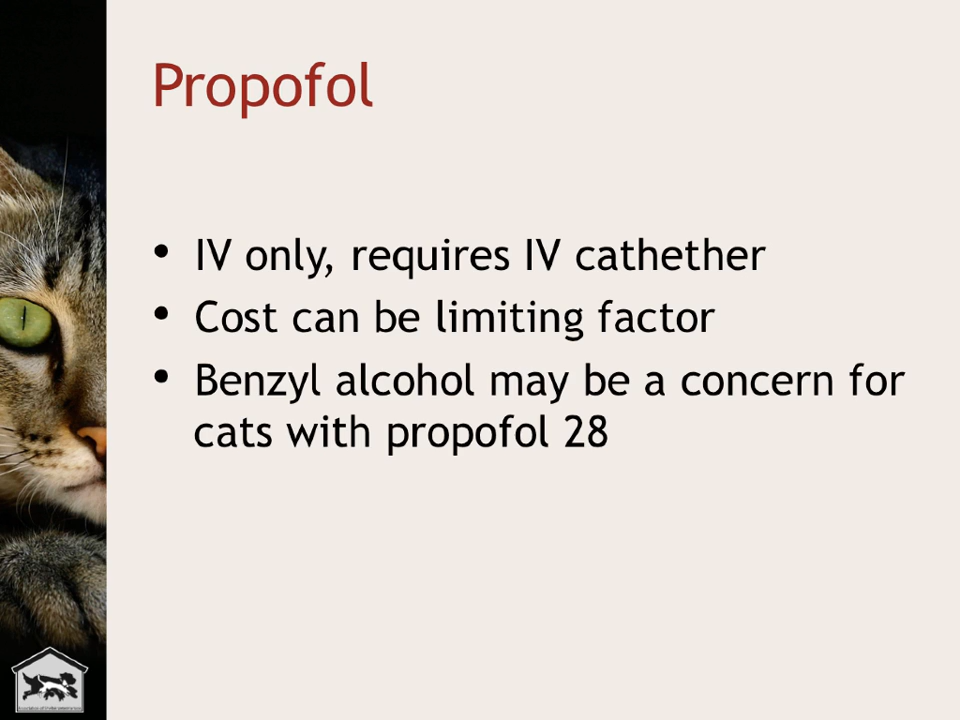 Propofol
• IV only, requires IV cathether
• Cost can be limiting factor
• Benzyl alcohol may be a concern for
cats with propofol 28